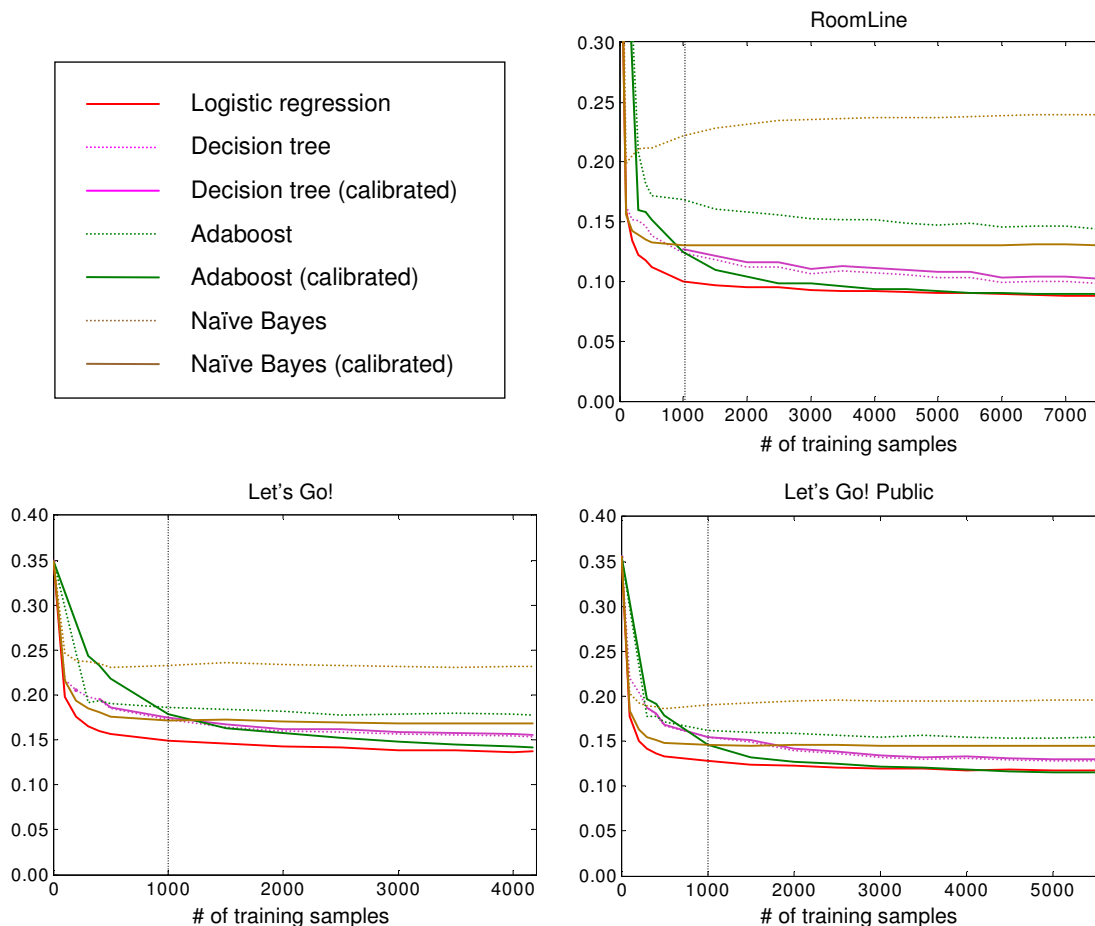 RoomLine
Logistic regression
Decision tree
Decision tree (calibrated)
Adaboost
Adaboost (calibrated)
Naïve Bayes
Naïve Bayes (calibrated)
0.30
0.25
0.20
0.15
0.10
0.05
0.00
0 1000 2000 3000 4000 5000 6000 7000
# of training samples
Let's Go!
0.40
0.35
0.30
0.25
0.20
0.15
0.10
0.05
0.00
0 1000 2000 3000 4000
# of training samples
Let's Go! Public
0.40
0.35
0.30
0.25
0.20
0.15
0.10
0.05
0.00
0 1000 2000 3000 4000 5000
# of training samples